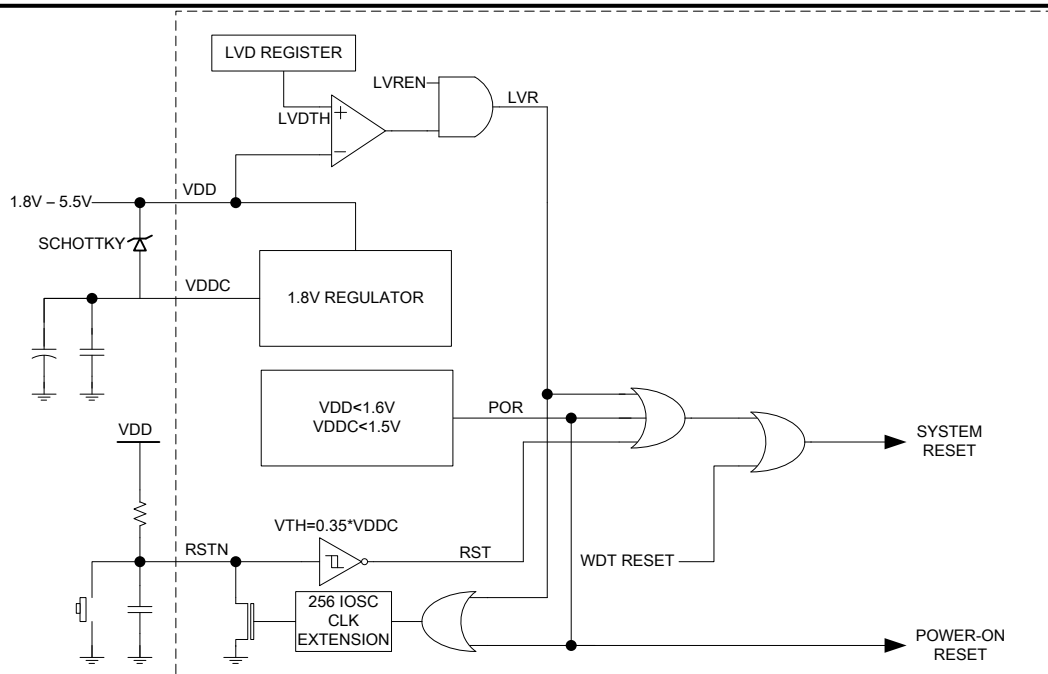 LVD REGISTER
LVREN
LVR
LVDTH
+
−
VDD
1.8V – 5.5V
SCHOTTKY
VDDC
1.8V REGULATOR
VDD<1.6V
VDDC<1.5V
POR
VDD
SYSTEM
RESET
VTH=0.35*VDDC
RSTN
RST
WDT RESET
256 IOSC
CLK
EXTENSION
POWER-ON
RESET